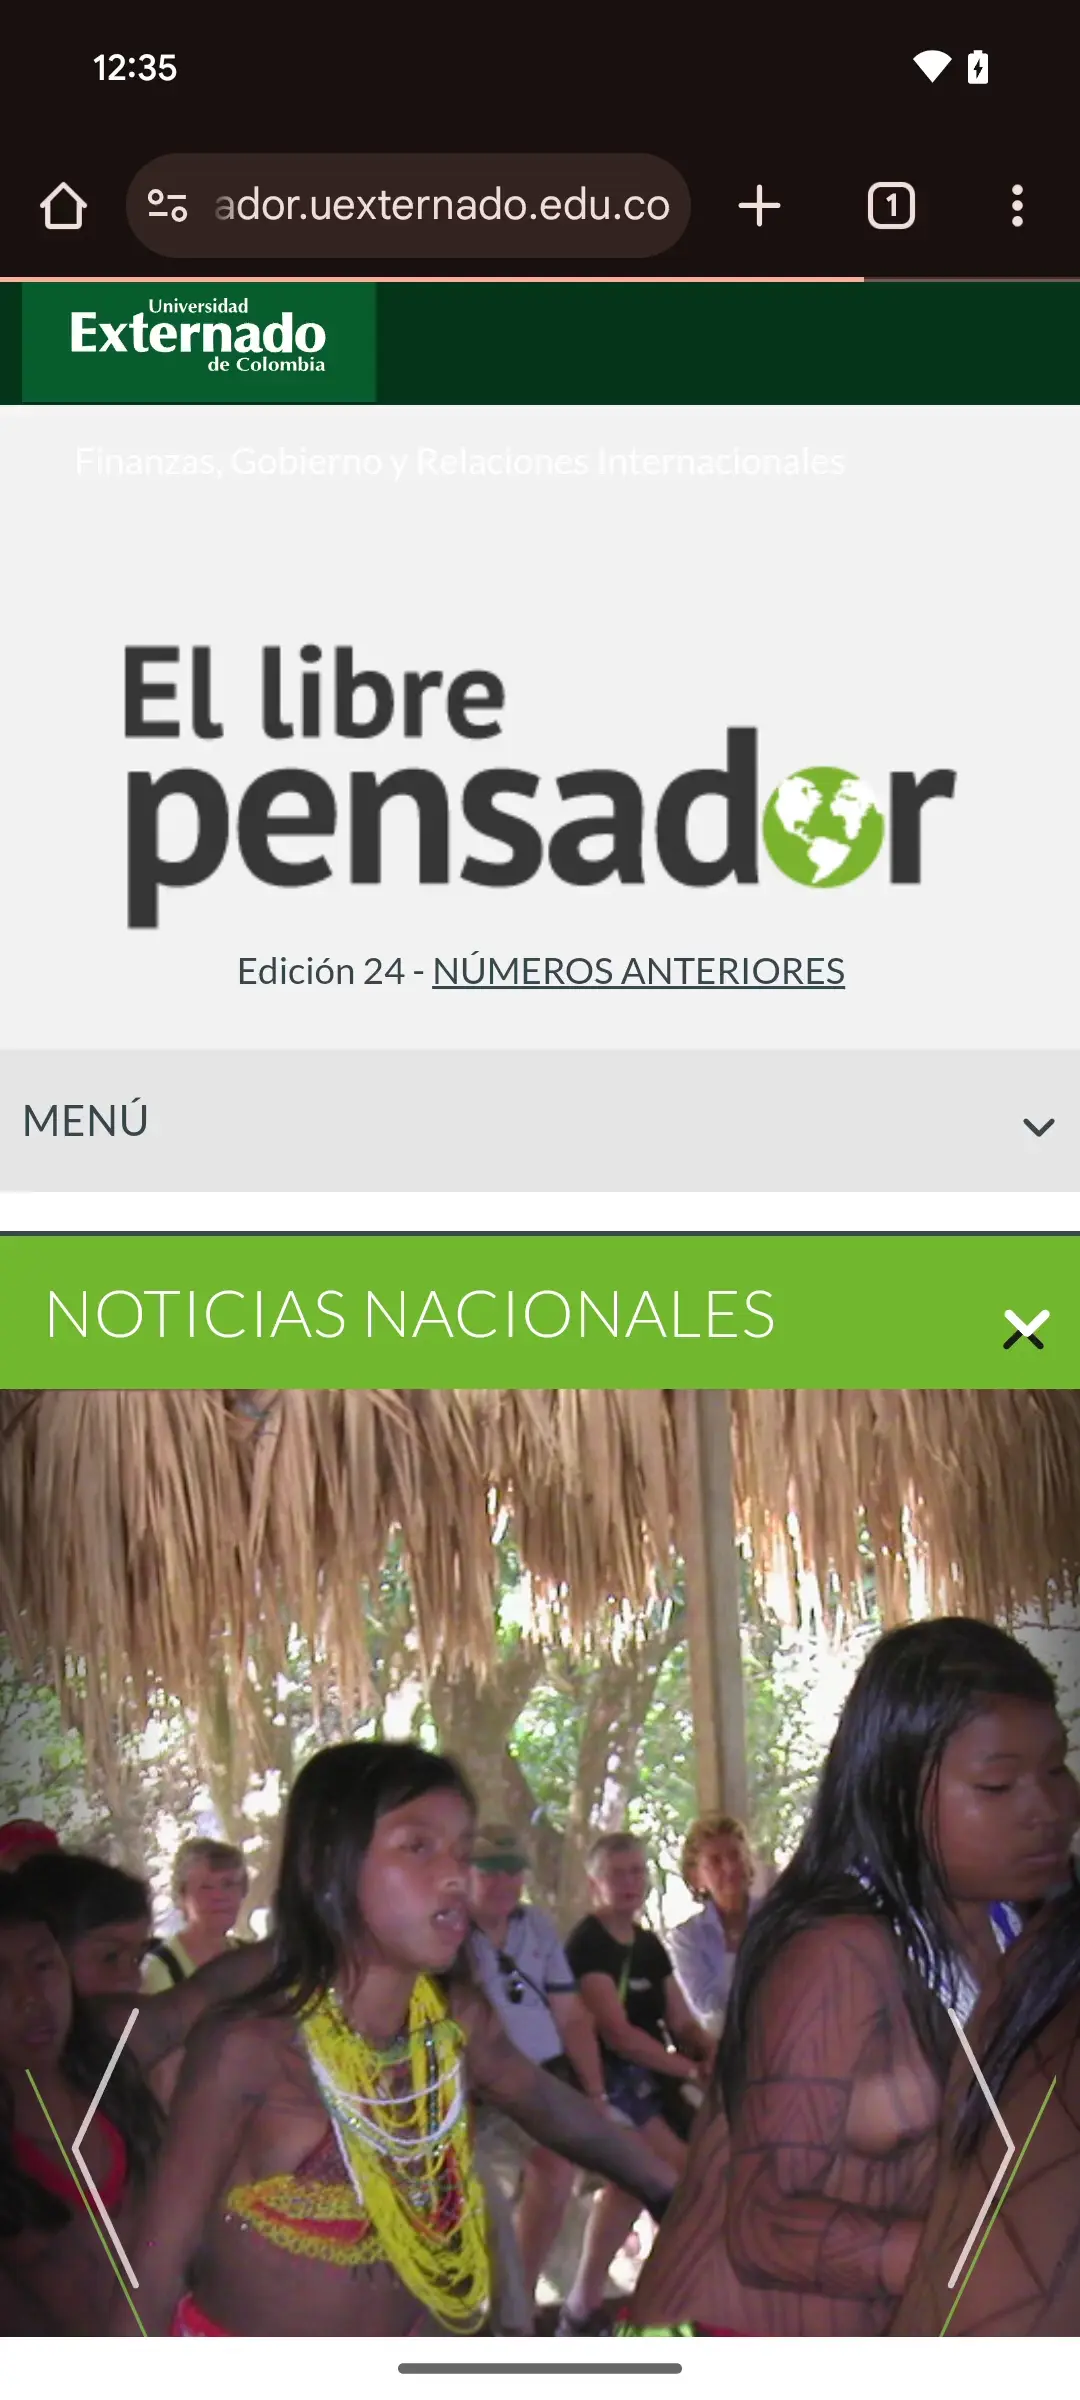 12:35
ador.uexternado.edu.co
1
Universidad
Externado
de Colombia
Finanzas, Gobierno y Relaciones Internacionales
El libre
pensador
Edición 24 - NÚMEROS ANTERIORES
MENÚ
NOTICIAS NACIONALES